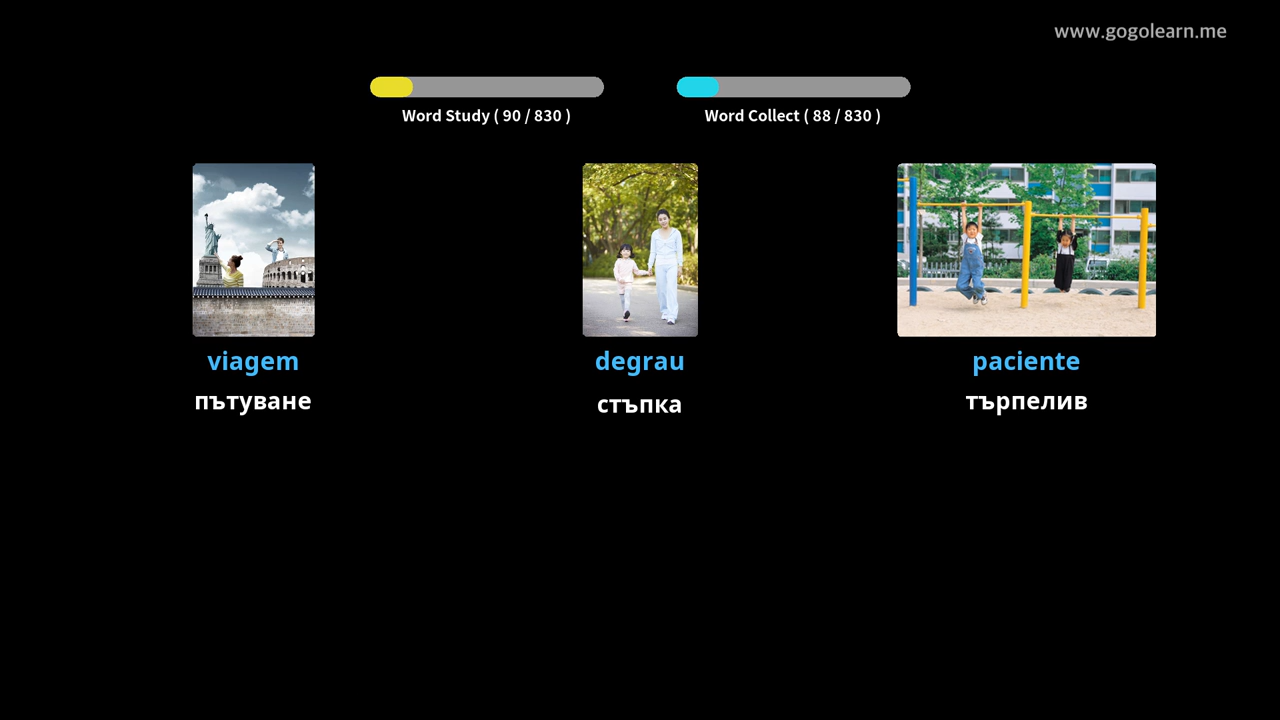 www.gogolearn.me
Word Study ( 90 / 830 )
Word Collect ( 88 / 830 )
viagem
пътуване
degrau
стъпка
paciente
търпелив